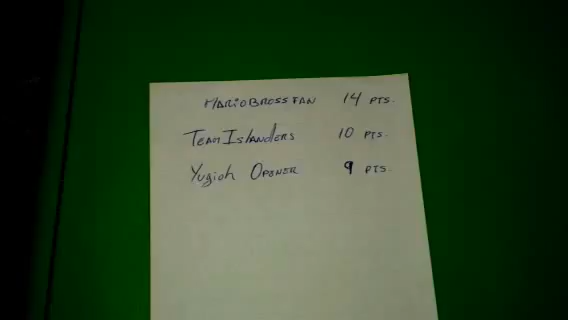 MARIOBROSSFAN 14 PTS.
TEAM ISlANDERS 10 PTS.
Yugioh OPENER 9 PTS.